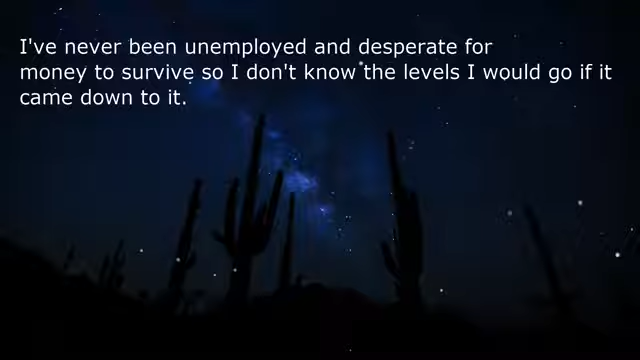 I've never been unemployed and desperate for
money to survive so I don't know the levels I would go if it
came down to it.